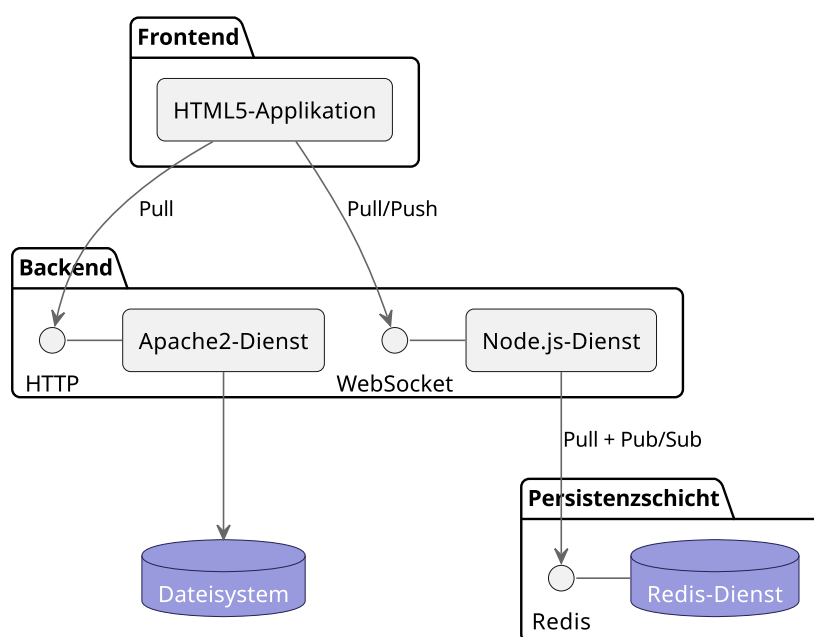 Frontend
HTML5-Applikation
Pull
Pull/Push
Backend
Apache2-Dienst
Node.js-Dienst
HTTP
WebSocket
Pull + Pub/Sub
Persistenzschicht
Dateisystem
Redis-Dienst
Redis